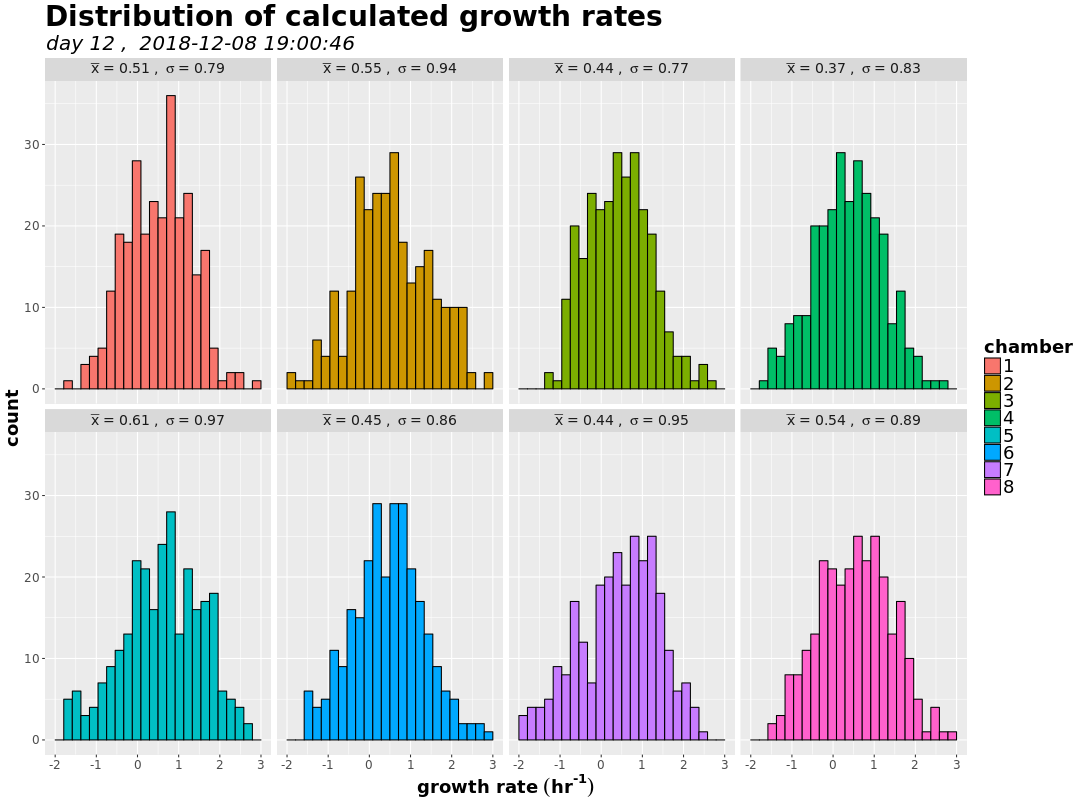 Distribution of calculated growth rates
day 12 ,  2018-12-08 19:00:46
x̅ = 0.51 ,  σ = 0.79
x̅ = 0.55 ,  σ = 0.94
x̅ = 0.44 ,  σ = 0.77
x̅ = 0.37 ,  σ = 0.83
30
20
10
0
x̅ = 0.61 ,  σ = 0.97
x̅ = 0.45 ,  σ = 0.86
x̅ = 0.44 ,  σ = 0.95
x̅ = 0.54 ,  σ = 0.89
30
20
10
0
-2 -1 0 1 2 3
-2 -1 0 1 2 3
-2 -1 0 1 2 3
-2 -1 0 1 2 3
growth rate (hr⁻¹)
count
chamber
1
2
3
4
5
6
7
8